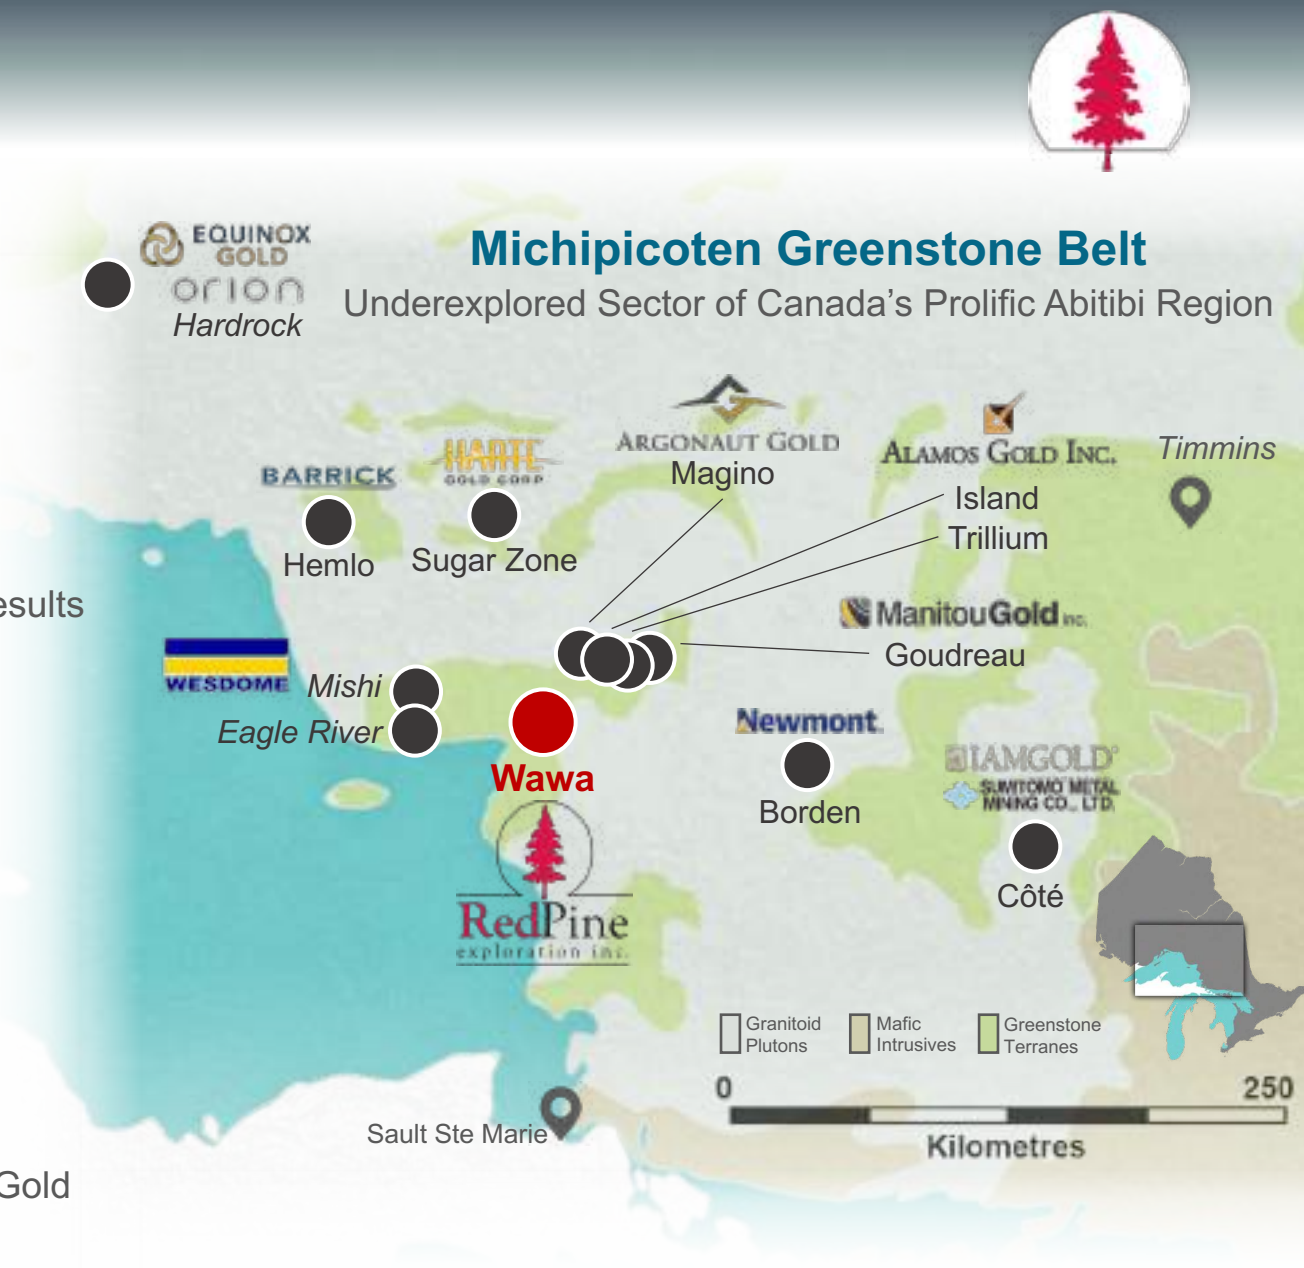 EQUINOX
GOLD
orion
Hardrock
Michipicoten Greenstone Belt
Underexplored Sector of Canada's Prolific Abitibi Region
BARRICK
Hemlo
HARTE
GOLD CORP
Sugar Zone
ARGONAUT GOLD
Magino
ALAMOS GOLD INC.
Island
Trillium
Timmins
esults
ManitouGold inc.
Goudreau
WESDOME
Mishi
Eagle River
Wawa
RedPine
exploration inc.
Newmont
Borden
IAMGOLD
SUMITOMO METAL
MINING CO., LTD.
Côté
Granitoid
Plutons
Mafic
Intrusives
Greenstone
Terranes
0
250
Kilometres
Sault Ste Marie
Gold